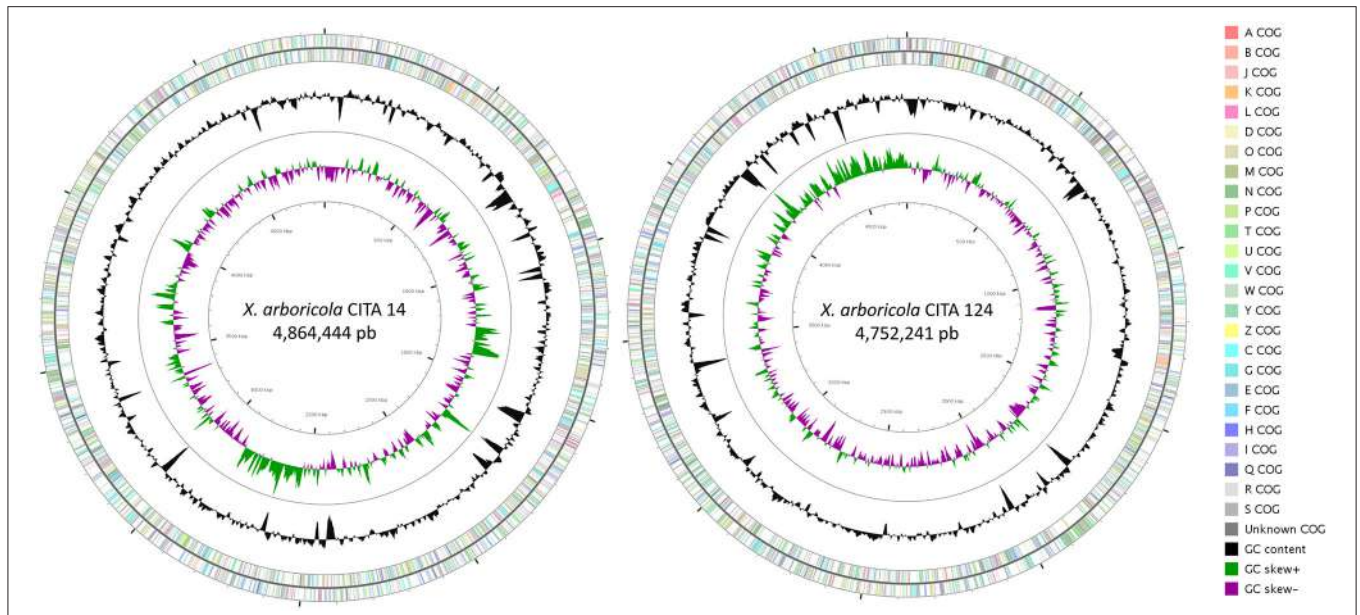 X. arboricola CITA 14
4,864,444 pb
X. arboricola CITA 124
4,752,241 pb
A COG
B COG
J COG
K COG
L COG
D COG
O COG
M COG
N COG
P COG
T COG
U COG
V COG
W COG
Y COG
Z COG
C COG
G COG
E COG
F COG
H COG
I COG
Q COG
R COG
S COG
Unknown COG
GC content
GC skew+
GC skew-